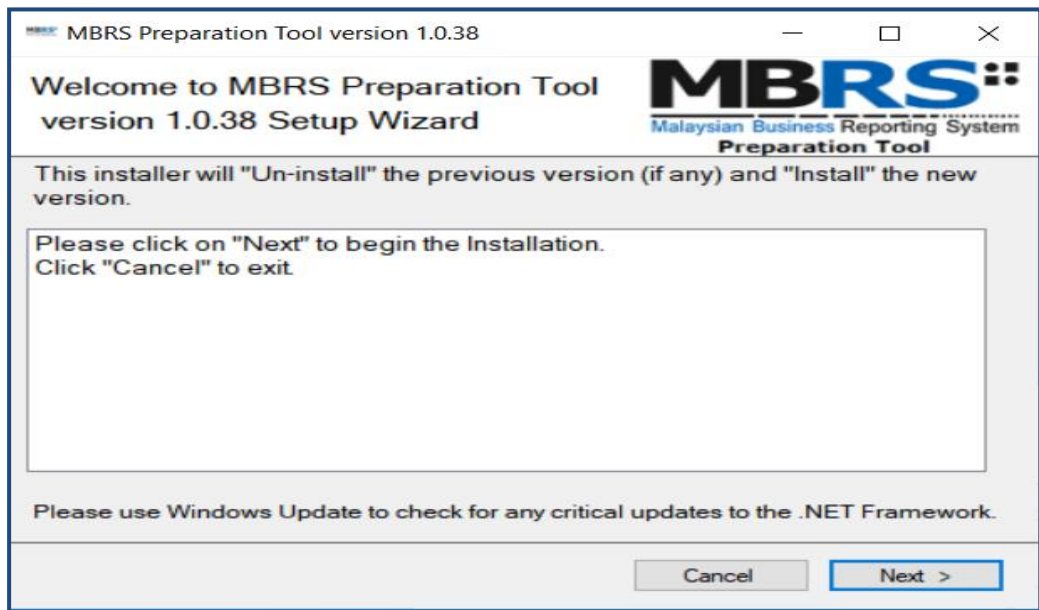 MBRS Preparation Tool version 1.0.38
Welcome to MBRS Preparation Tool
version 1.0.38 Setup Wizard
MBRS
Malaysian Business Reporting System
Preparation Tool
This installer will "Un-install" the previous version (if any) and "Install" the new
version.
Please click on "Next" to begin the Installation.
Click "Cancel" to exit.
Please use Windows Update to check for any critical updates to the .NET Framework.
Cancel
Next >